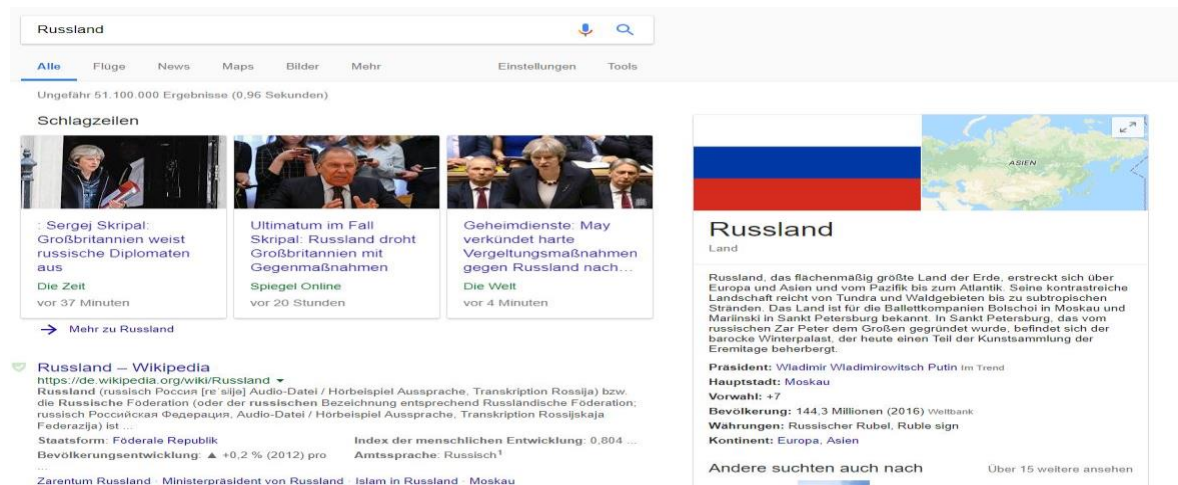 Russland
Alle Flüge News Maps Bilder Mehr Einstellungen Tools
Ungefähr 51.100.000 Ergebnisse (0,96 Sekunden)
Schlagzeilen
: Sergej Skripal:
Großbritannien weist
russische Diplomaten
aus
Die Zeit
vor 37 Minuten
Ultimatum im Fall
Skripal: Russland droht
Großbritannien mit
Gegenmaßnahmen
Spiegel Online
vor 20 Stunden
Geheimdienste: May
verkündet harte
Vergeltungsmaßnahmen
gegen Russland nach...
Die Welt
vor 4 Minuten
Mehr zu Russland
Russland – Wikipedia
https://de.wikipedia.org/wiki/Russland
Russland (russisch Россия [rɐˈsʲijə] Audio-Datei / Hörbeispiel Aussprache, Transkription Rossija) bzw.
die Russische Föderation (oder der russischen Bezeichnung entsprechend Russländische Föderation;
russisch Российская Федерация, Audio-Datei / Hörbeispiel Aussprache, Transkription Rossijskaja
Federazija) ist ...
Staatsform: Föderale Republik Index der menschlichen Entwicklung: 0,804 ...
Bevölkerungsentwicklung: ▲ +0,2 % (2012) pro Amtssprache: Russisch¹
...
Zarentum Russland · Ministerpräsident von Russland · Islam in Russland · Moskau
ASIEN
Russland
Land
Russland, das flächenmäßig größte Land der Erde, erstreckt sich über
Europa und Asien und vom Pazifik bis zum Atlantik. Seine kontrastreiche
Landschaft reicht von Tundra und Waldgebieten bis zu subtropischen
Stränden. Das Land ist für die Ballettkompanien Bolschoi in Moskau und
Mariinski in Sankt Petersburg bekannt. In Sankt Petersburg, das vom
russischen Zar Peter dem Großen gegründet wurde, befindet sich der
barocke Winterpalast, der heute einen Teil der Kunstsammlung der
Eremitage beherbergt.
Präsident: Wladimir Wladimirowitsch Putin Im Trend
Hauptstadt: Moskau
Vorwahl: +7
Bevölkerung: 144,3 Millionen (2016) Weltbank
Währungen: Russischer Rubel, Ruble sign
Kontinent: Europa, Asien
Andere suchten auch nach Über 15 weitere ansehen